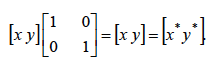 [x y] [1 0
0 1] = [x y] = [x* y*]